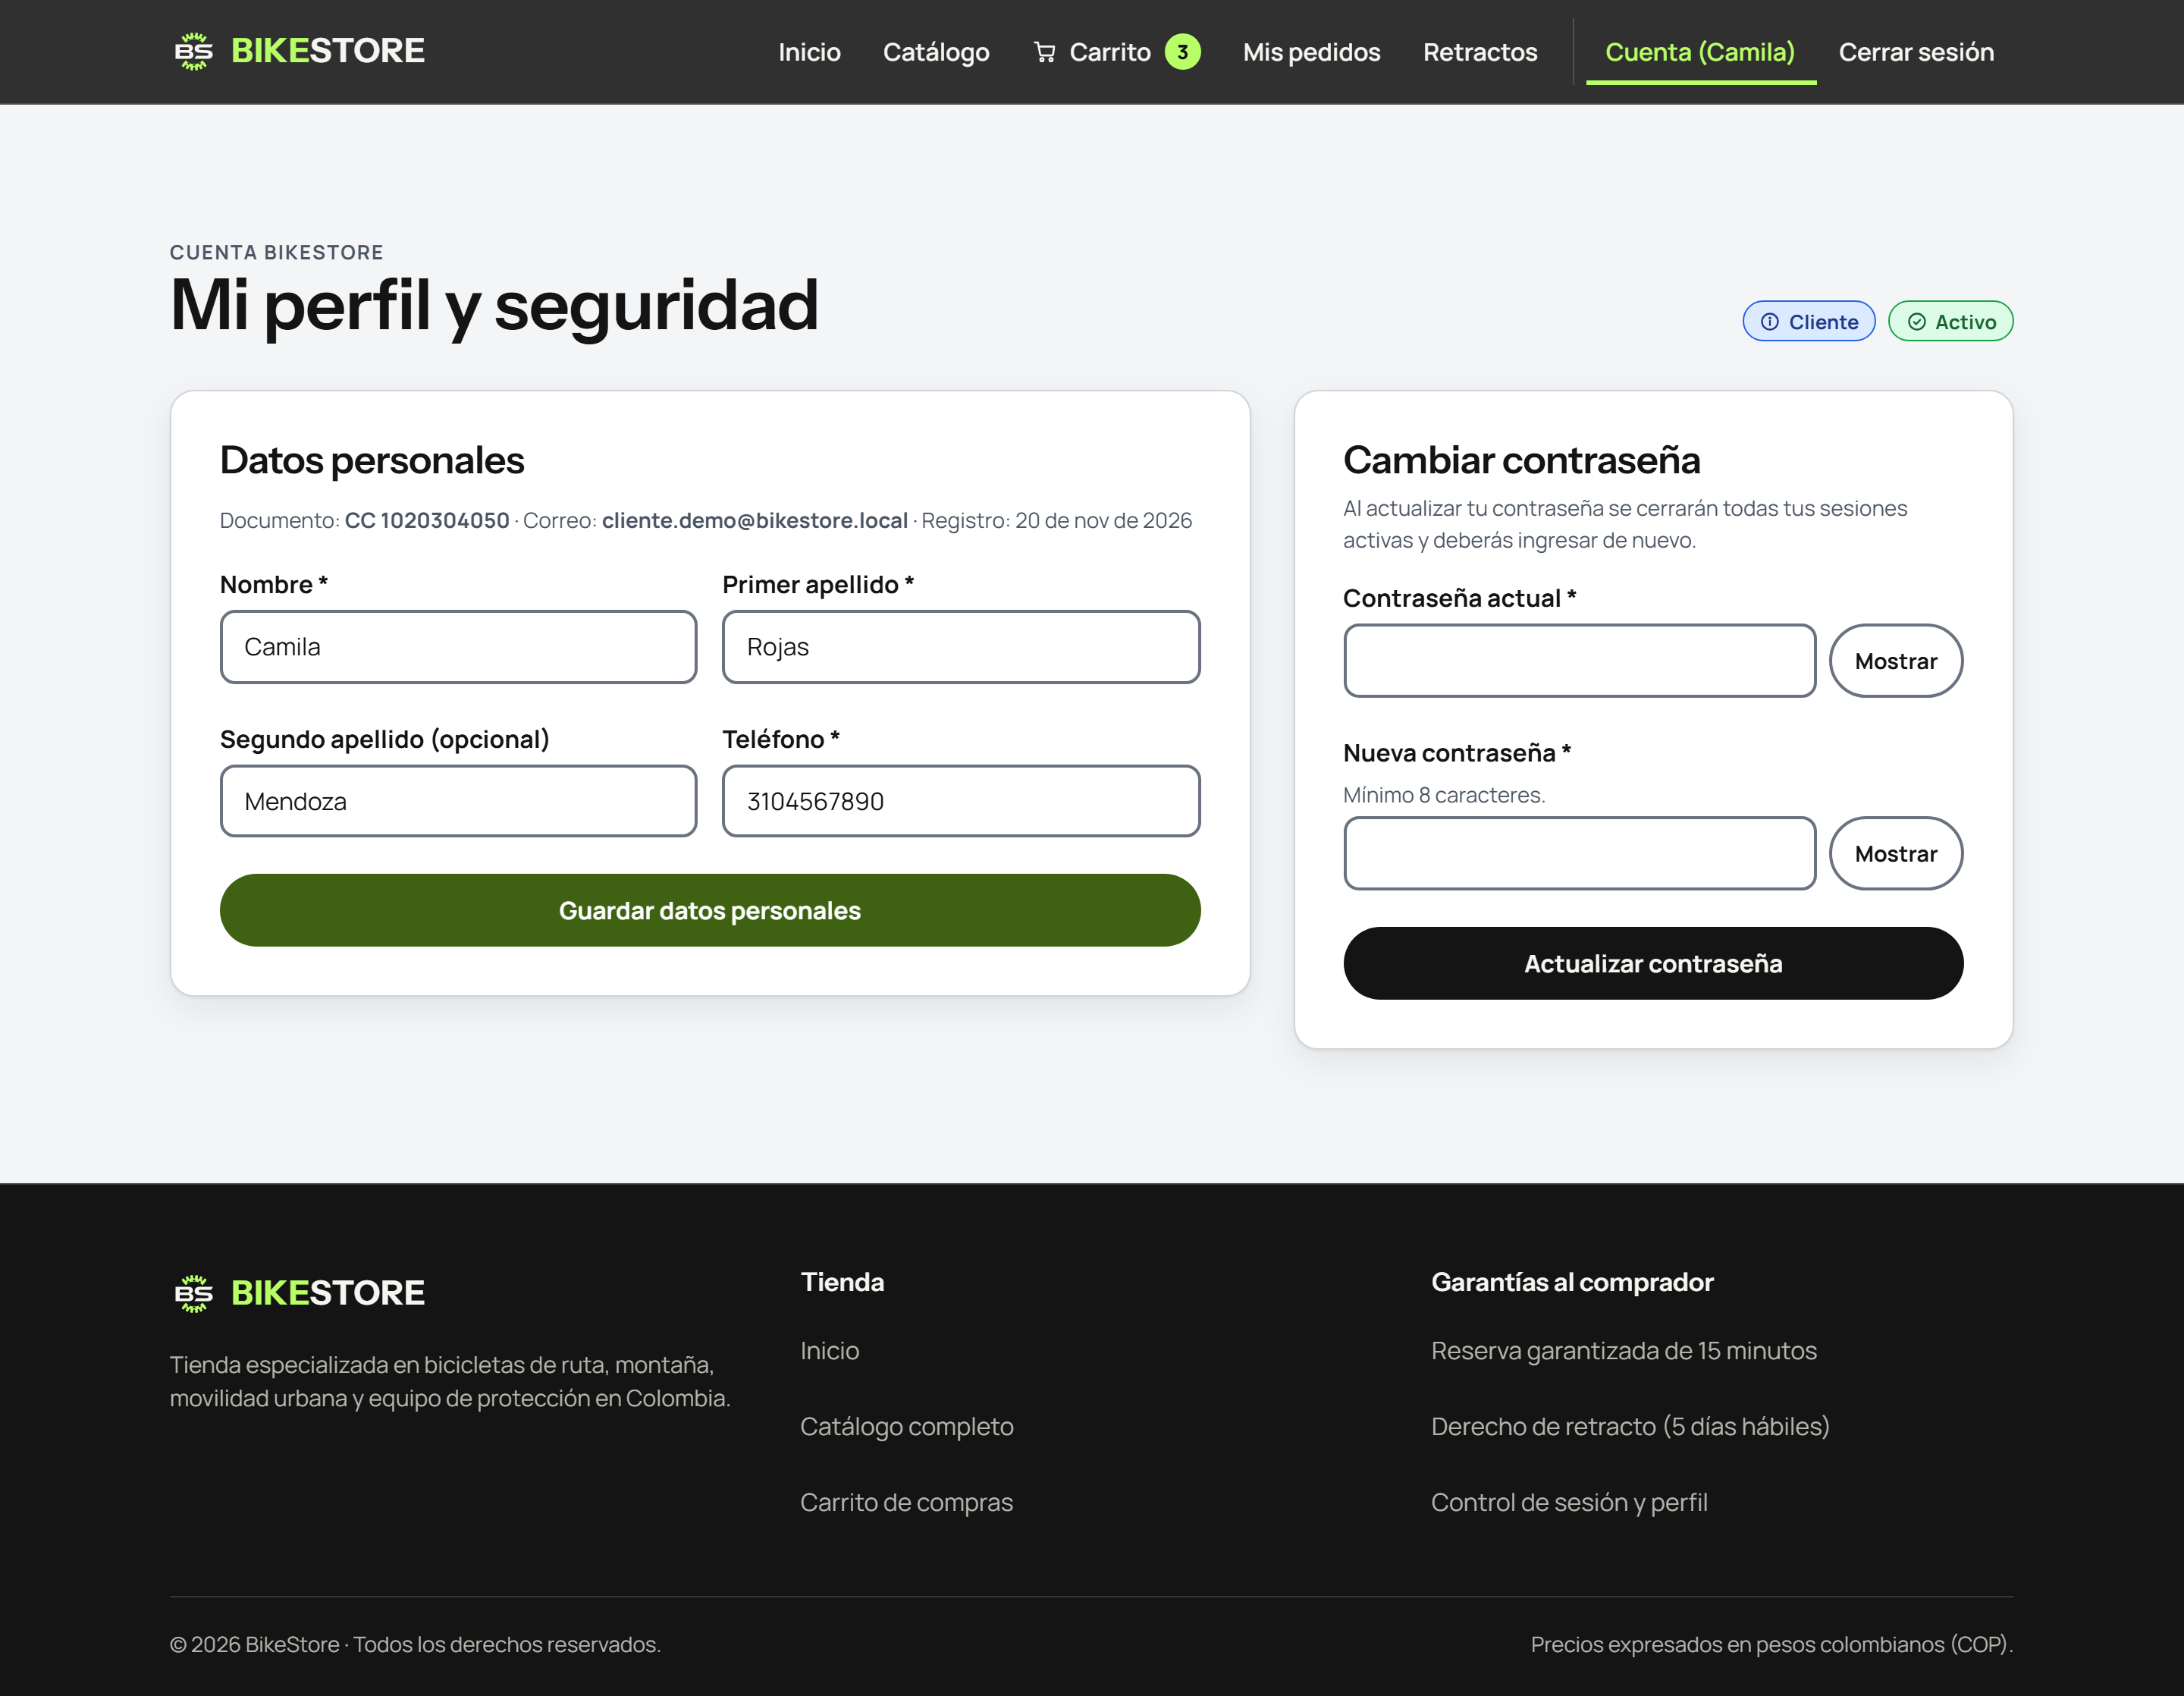 BS BIKESTORE
Inicio Catálogo Carrito 3 Mis pedidos Retractos Cuenta (Camila) Cerrar sesión
CUENTA BIKESTORE
Mi perfil y seguridad
Cliente Activo
Datos personales
Documento: CC 1020304050 · Correo: cliente.demo@bikestore.local · Registro: 20 de nov de 2026
Nombre * Primer apellido *
Camila Rojas
Segundo apellido (opcional) Teléfono *
Mendoza 3104567890
Guardar datos personales
Cambiar contraseña
Al actualizar tu contraseña se cerrarán todas tus sesiones
activas y deberás ingresar de nuevo.
Contraseña actual *
Mostrar
Nueva contraseña *
Mínimo 8 caracteres.
Mostrar
Actualizar contraseña
BS BIKESTORE
Tienda especializada en bicicletas de ruta, montaña,
movilidad urbana y equipo de protección en Colombia.
Tienda
Inicio
Catálogo completo
Carrito de compras
Garantías al comprador
Reserva garantizada de 15 minutos
Derecho de retracto (5 días hábiles)
Control de sesión y perfil
© 2026 BikeStore · Todos los derechos reservados.
Precios expresados en pesos colombianos (COP).